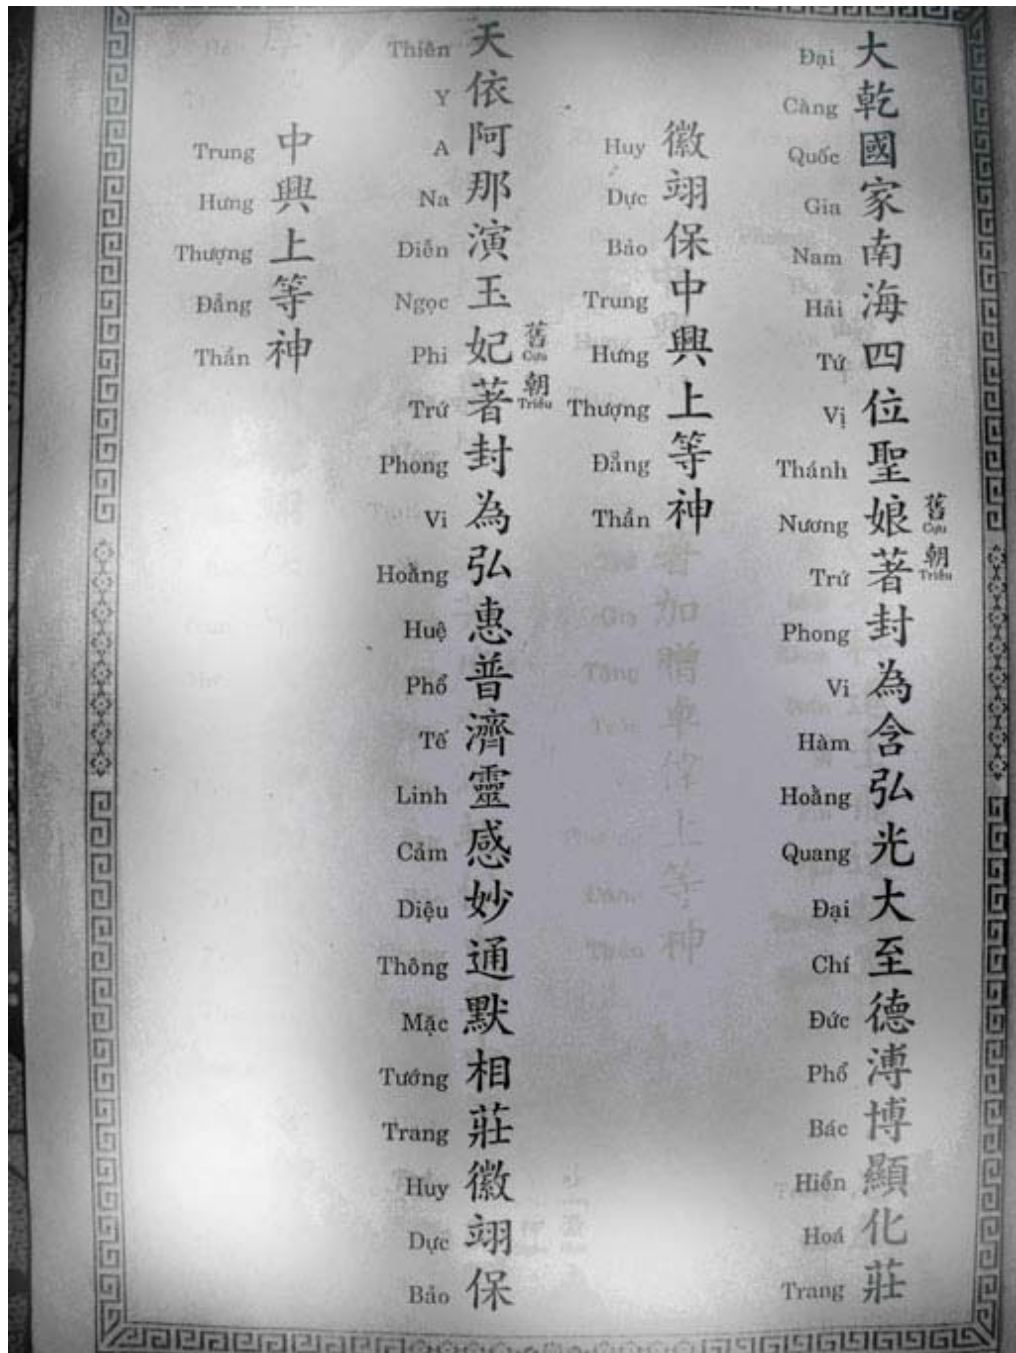 大乾國家南海四位聖娘著封為含弘光大至德溥博顯化莊
Đại Càng Quốc Gia Nam Hải Tứ Vị Thánh Nương Trứ Phong Vi Hàm Hoằng Quang Đại Chí Đức Phổ Bác Hiển Hoá Trang
舊朝
Cựu Triều
徽翊保中興上等神
Huy Dực Bảo Trung Hưng Thượng Đẳng Thần
天依阿那演玉妃著封為弘惠普濟靈感妙通默相莊徽翊保
Thiên Y A Na Diễn Ngọc Phi Trứ Phong Vi Hoằng Huệ Phổ Tế Linh Cảm Diệu Thông Mặc Tướng Trang Huy Dực Bảo
舊朝
Cựu Triều
中興上等神
Trung Hưng Thượng Đẳng Thần